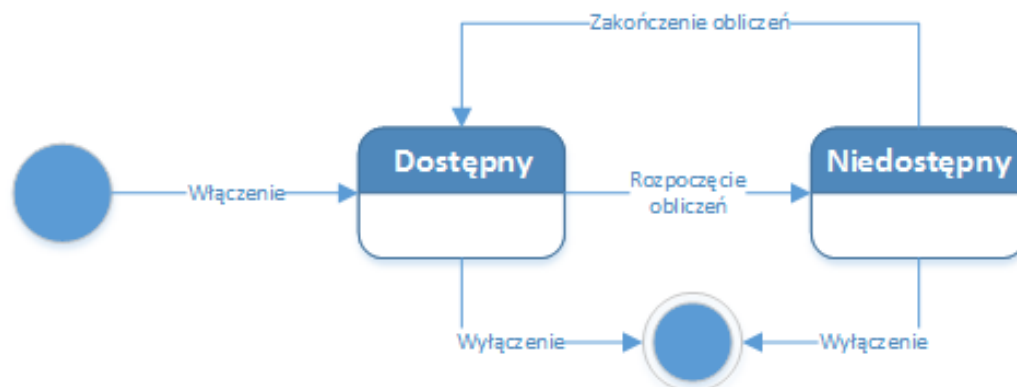 Zakończenie obliczeń
Dostępny
Niedostępny
Włączenie
Rozpoczęcie
obliczeń
Wyłączenie
Wyłączenie